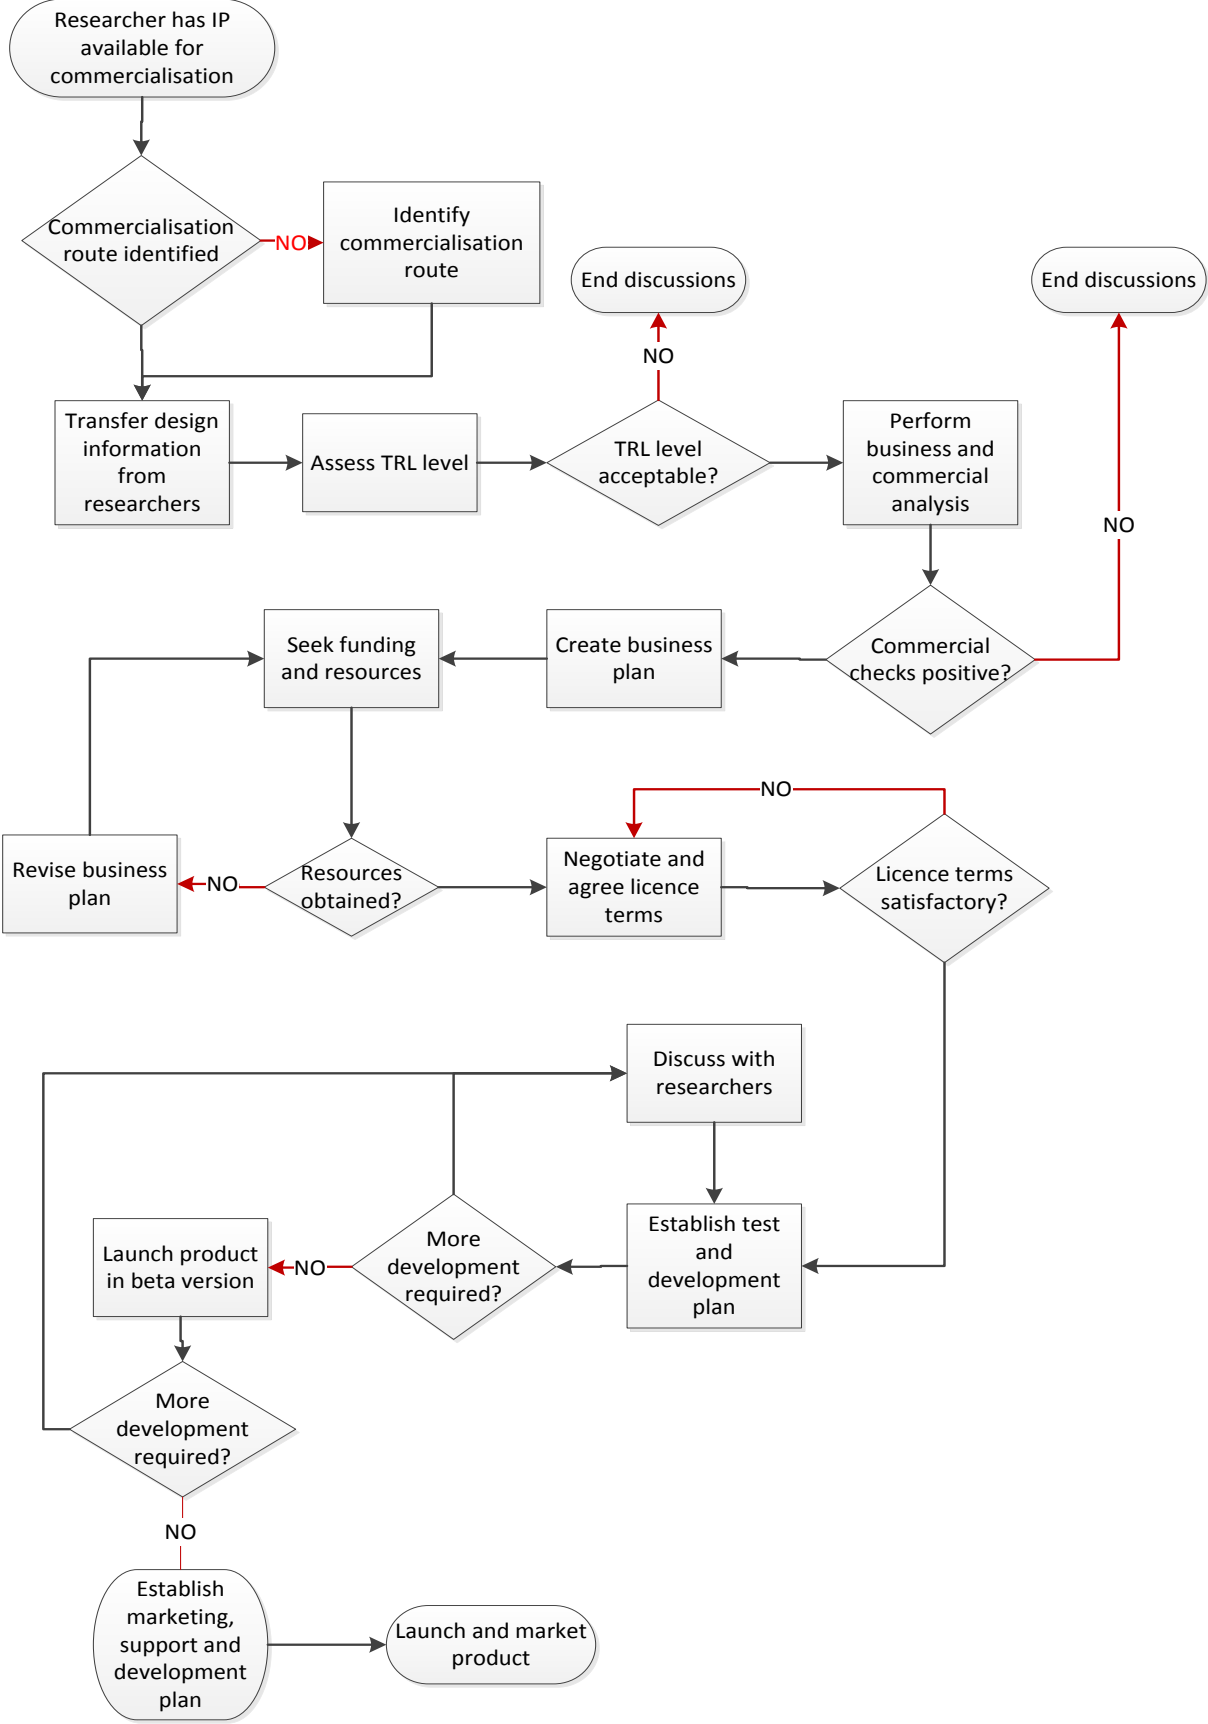 Researcher has IP
available for
commercialisation
Commercialisation
route identified
NO
Identify
commercialisation
route
End discussions
End discussions
NO
Transfer design
information
from
researchers
Assess TRL level
TRL level
acceptable?
Perform
business and
commercial
analysis
NO
Seek funding
and resources
Create business
plan
Commercial
checks positive?
NO
Revise business
plan
NO
Resources
obtained?
Negotiate and
agree licence
terms
Licence terms
satisfactory?
Discuss with
researchers
Launch product
in beta version
NO
More
development
required?
Establish test
and
development
plan
More
development
required?
NO
Establish
marketing,
support and
development
plan
Launch and market
product